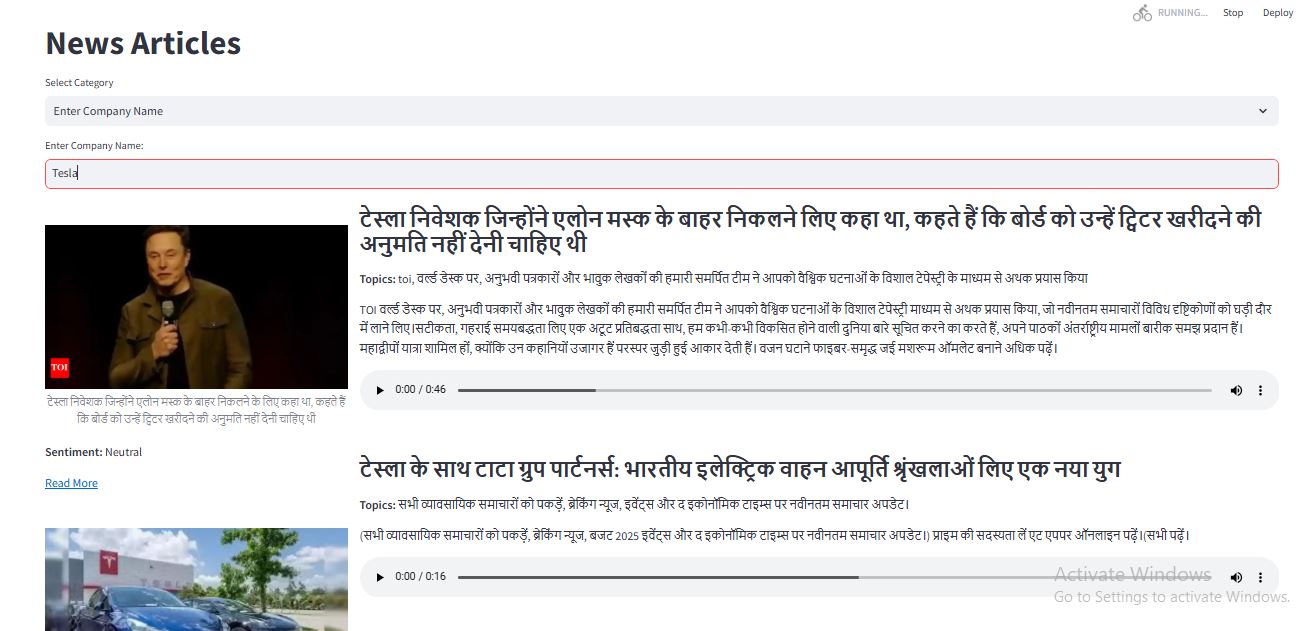 RUNNING... Stop Deploy
News Articles
Select Category
Enter Company Name
Enter Company Name:
Tesla
टेस्ला निवेशक जिन्होंने एलोन मस्क के बाहर निकलने लिए कहा था, कहते हैं कि बोर्ड को उन्हें ट्विटर खरीदने की
अनुमति नहीं देनी चाहिए थी
Topics: toi, वर्ल्ड डेस्क पर, अनुभवी पत्रकारों और भावुक लेखकों की हमारी समर्पित टीम ने आपको वैश्विक घटनाओं के विशाल टेपेस्ट्री के माध्यम से अथक प्रयास किया
TOI वर्ल्ड डेस्क पर, अनुभवी पत्रकारों और भावुक लेखकों की हमारी समर्पित टीम ने आपको वैश्विक घटनाओं के विशाल टेपेस्ट्री माध्यम से अथक प्रयास किया, जो नवीनतम समाचारों विविध दृष्टिकोणों को घड़ी दौर
में लाने लिए।सटीकता, गहराई समयबद्धता लिए एक अटूट प्रतिबद्धता साथ, हम कभी-कभी विकसित होने वाली दुनिया बारे सूचित करने का करते हैं, अपने पाठकों अंतर्राष्ट्रीय मामलों बारीक समझ प्रदान हैं।
महाद्वीपों यात्रा शामिल हों, क्योंकि उन कहानियों उजागर हैं परस्पर जुड़ी हुई आकार देती हैं। वजन घटाने फाइबर-समृद्ध जई मशरूम ऑमलेट बनाने अधिक पढ़ें।
0:00 / 0:46
TOI
टेस्ला निवेशक जिन्होंने एलोन मस्क के बाहर निकलने के लिए कहा था, कहते हैं
कि बोर्ड को उन्हें ट्विटर खरीदने की अनुमति नहीं देनी चाहिए थी
Sentiment: Neutral
Read More
टेस्ला के साथ टाटा ग्रुप पार्टनर्स: भारतीय इलेक्ट्रिक वाहन आपूर्ति श्रृंखलाओं लिए एक नया युग
Topics: सभी व्यावसायिक समाचारों को पकड़ें, ब्रेकिंग न्यूज, इवेंट्स और द इकोनॉमिक टाइम्स पर नवीनतम समाचार अपडेट।
(सभी व्यावसायिक समाचारों को पकड़ें, ब्रेकिंग न्यूज, बजट 2025 इवेंट्स और द इकोनॉमिक टाइम्स पर नवीनतम समाचार अपडेट।) प्राइम की सदस्यता लें एट एपपर ऑनलाइन पढ़ें।(सभी पढ़ें।
0:00 / 0:16
TESLA
Activate Windows
Go to Settings to activate Windows.